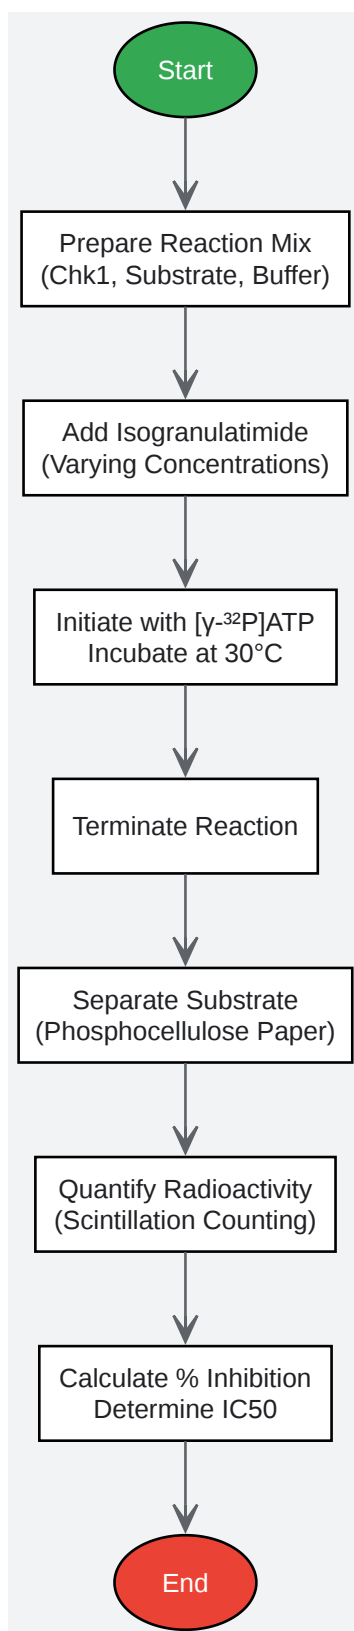 Start
Prepare Reaction Mix
(Chk1, Substrate, Buffer)
Add Isogranulatimide
(Varying Concentrations)
Initiate with [γ-³²P]ATP
Incubate at 30°C
Terminate Reaction
Separate Substrate
(Phosphocellulose Paper)
Quantify Radioactivity
(Scintillation Counting)
Calculate % Inhibition
Determine IC50
End